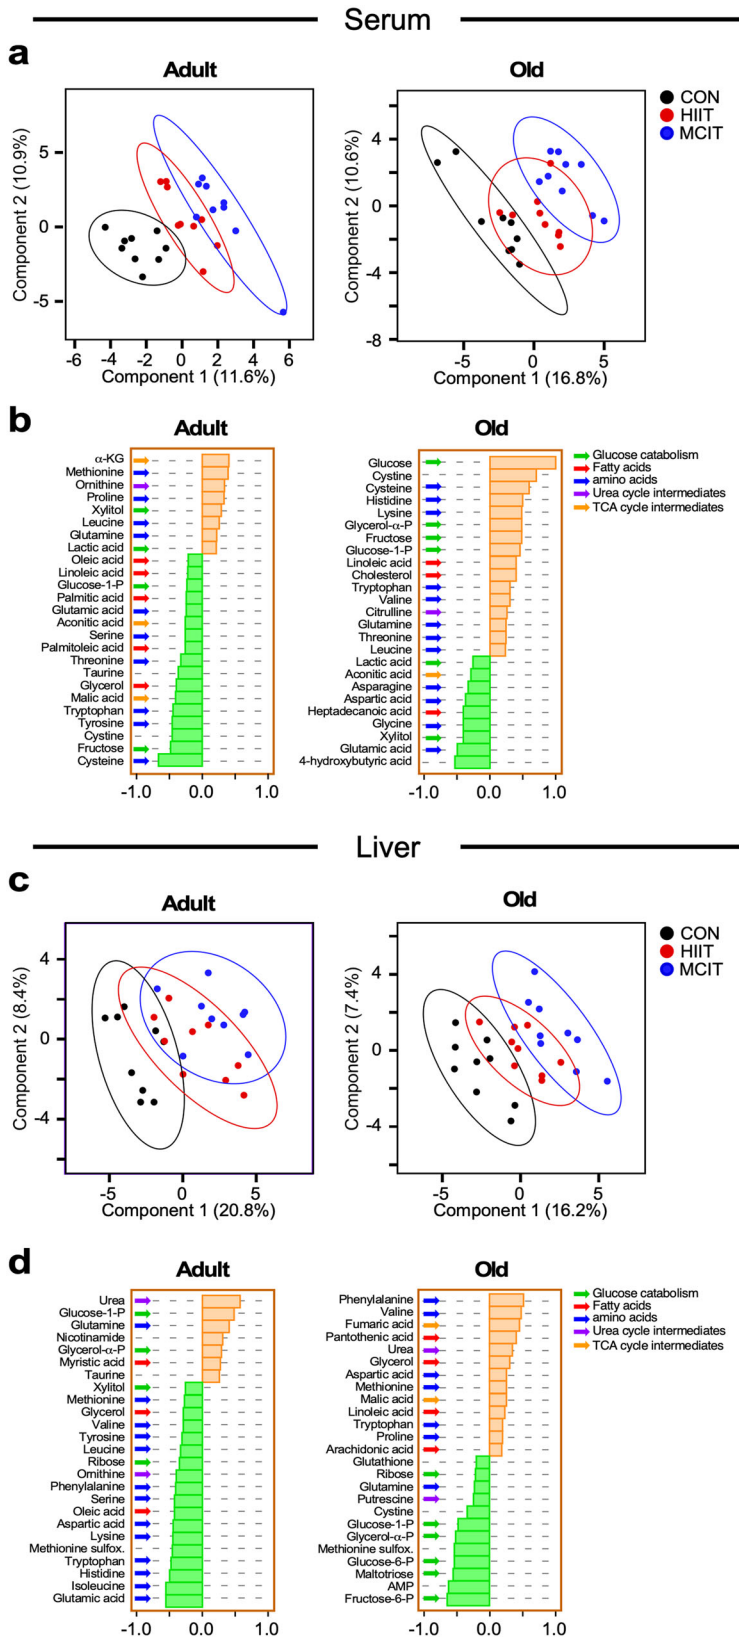 Serum
a
Adult
Old
CON
HIIT
MCIT
Component 2 (10.9%)
5
0
-5
-6 -4 -2 0 2 4 6
Component 1 (11.6%)
Component 2 (10.6%)
4
0
-4
-8
-5 0 5
Component 1 (16.8%)
b
Adult
α-KG
Methionine
Ornithine
Proline
Xylitol
Leucine
Glutamine
Lactic acid
Oleic acid
Linoleic acid
Glucose-1-P
Palmitic acid
Glutamic acid
Aconitic acid
Serine
Palmitoleic acid
Threonine
Taurine
Glycerol
Malic acid
Tryptophan
Tyrosine
Cystine
Fructose
Cysteine
-1.0 0.0 1.0
Old
Glucose
Cystine
Cysteine
Histidine
Lysine
Glycerol-α-P
Fructose
Glucose-1-P
Linoleic acid
Cholesterol
Tryptophan
Valine
Citrulline
Glutamine
Threonine
Leucine
Lactic acid
Aconitic acid
Asparagine
Aspartic acid
Heptadecanoic acid
Glycine
Xylitol
Glutamic acid
4-hydroxybutyric acid
-1.0 0.0 1.0
Glucose catabolism
Fatty acids
amino acids
Urea cycle intermediates
TCA cycle intermediates
Liver
c
Adult
Old
CON
HIIT
MCIT
Component 2 (8.4%)
4
0
-4
-5 0 5
Component 1 (20.8%)
Component 2 (7.4%)
4
0
-4
-5 0 5
Component 1 (16.2%)
d
Adult
Urea
Glucose-1-P
Glutamine
Nicotinamide
Glycerol-α-P
Myristic acid
Taurine
Xylitol
Methionine
Glycerol
Valine
Tyrosine
Leucine
Ribose
Ornithine
Phenylalanine
Serine
Oleic acid
Aspartic acid
Lysine
Methionine sulfox.
Tryptophan
Histidine
Isoleucine
Glutamic acid
-1.0 0.0 1.0
Old
Phenylalanine
Valine
Fumaric acid
Pantothenic acid
Urea
Glycerol
Aspartic acid
Methionine
Malic acid
Linoleic acid
Tryptophan
Proline
Arachidonic acid
Glutathione
Ribose
Glutamine
Putrescine
Cystine
Glucose-1-P
Glycerol-α-P
Methionine sulfox.
Glucose-6-P
Maltotriose
AMP
Fructose-6-P
-1.0 0.0 1.0
Glucose catabolism
Fatty acids
amino acids
Urea cycle intermediates
TCA cycle intermediates